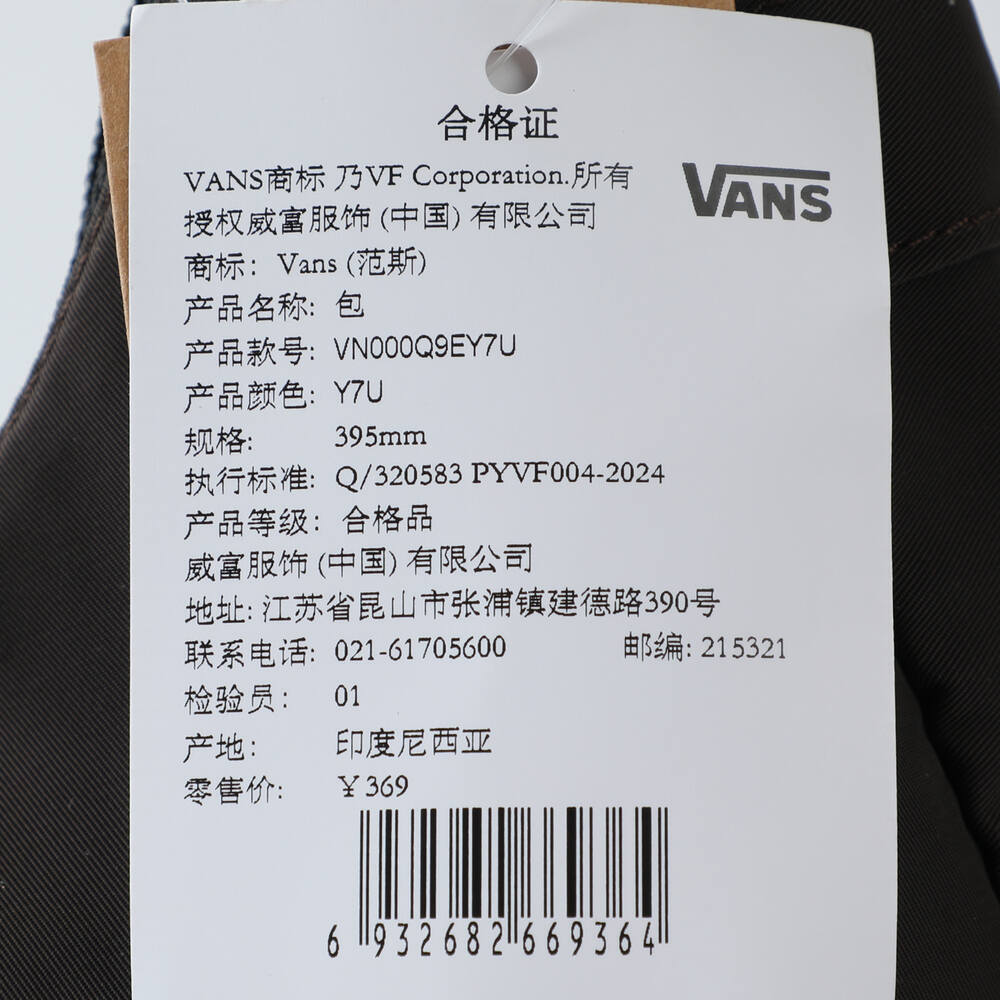 合格证
VANS商标 乃VF Corporation.所有
VANS
授权威富服饰 (中国) 有限公司
商标: Vans (范斯)
产品名称: 包
产品款号: VN000Q9EY7U
产品颜色: Y7U
规格: 395mm
执行标准: Q/320583 PYVF004-2024
产品等级: 合格品
威富服饰 (中国) 有限公司
地址: 江苏省昆山市张浦镇建德路390号
联系电话: 021-61705600 邮编: 215321
检验员: 01
产地: 印度尼西亚
零售价: ¥369
6 932682 669364